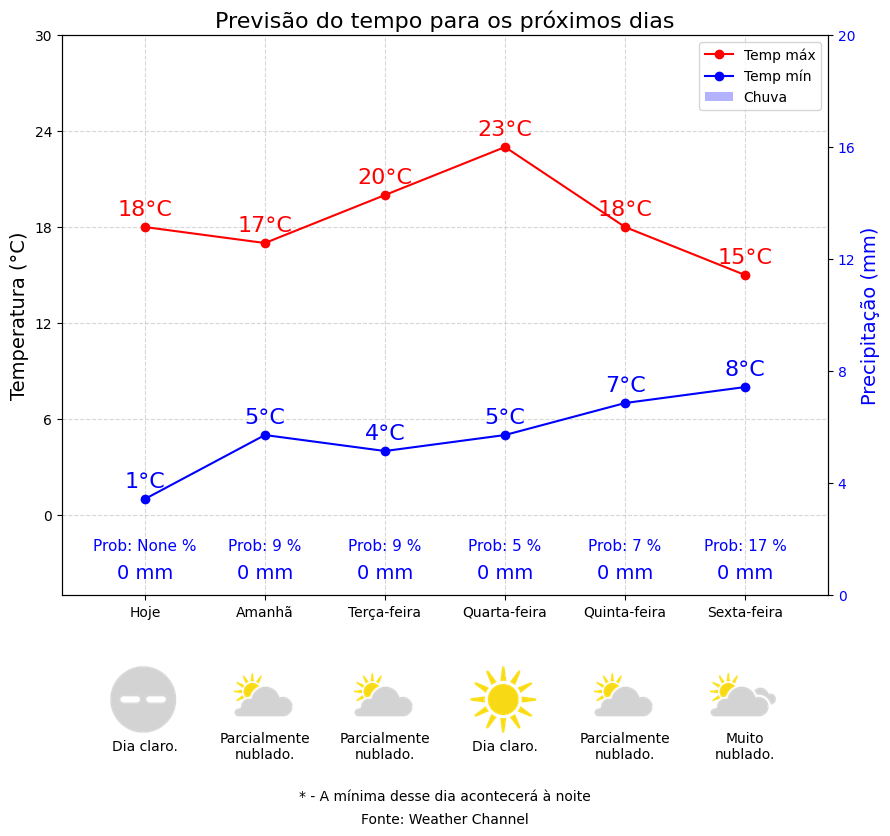 Previsão do tempo para os próximos dias
30
24
18
12
6
0
Temperatura (°C)
20
16
12
8
4
0
Precipitação (mm)
Temp máx
Temp mín
Chuva
18°C
17°C
20°C
23°C
18°C
15°C
1°C
5°C
4°C
5°C
7°C
8°C
Prob: None % Prob: 9 % Prob: 9 % Prob: 5 % Prob: 7 % Prob: 17 %
0 mm 0 mm 0 mm 0 mm 0 mm 0 mm
Hoje Amanhã Terça-feira Quarta-feira Quinta-feira Sexta-feira
Dia claro.
Parcialmente
nublado.
Parcialmente
nublado.
Dia claro.
Parcialmente
nublado.
Muito
nublado.
* - A mínima desse dia acontecerá à noite
Fonte: Weather Channel